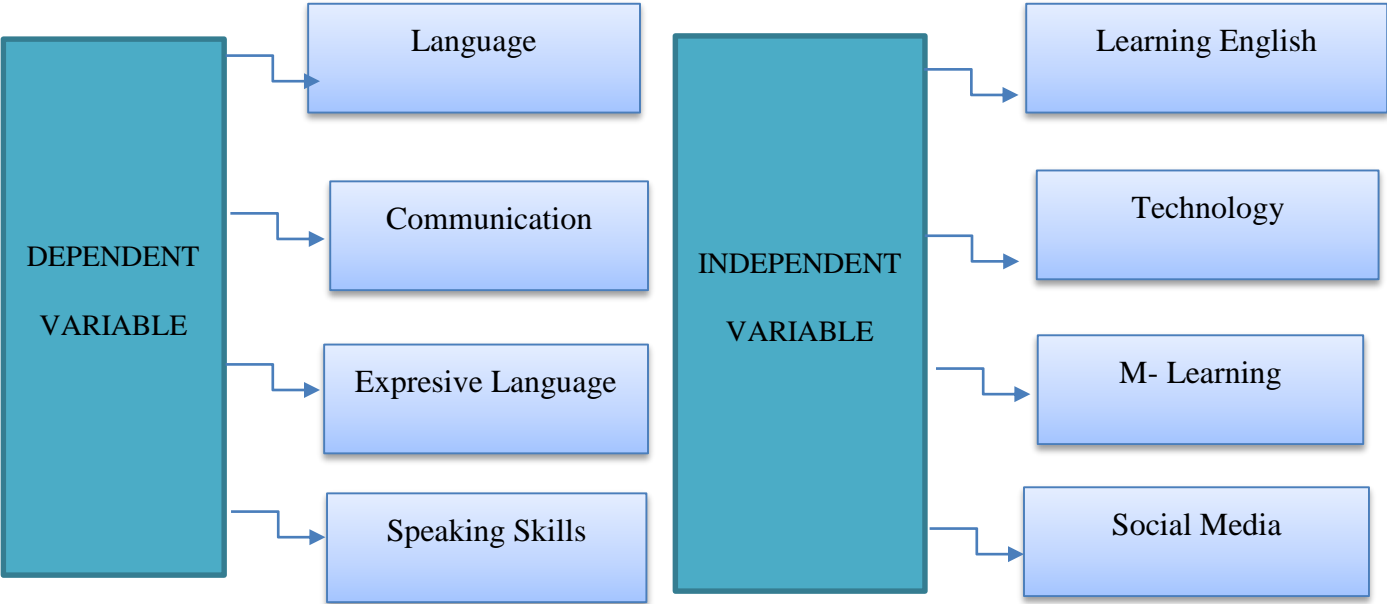 DEPENDENT
VARIABLE
Language
Communication
Expresive Language
Speaking Skills
INDEPENDENT
VARIABLE
Learning English
Technology
M- Learning
Social Media